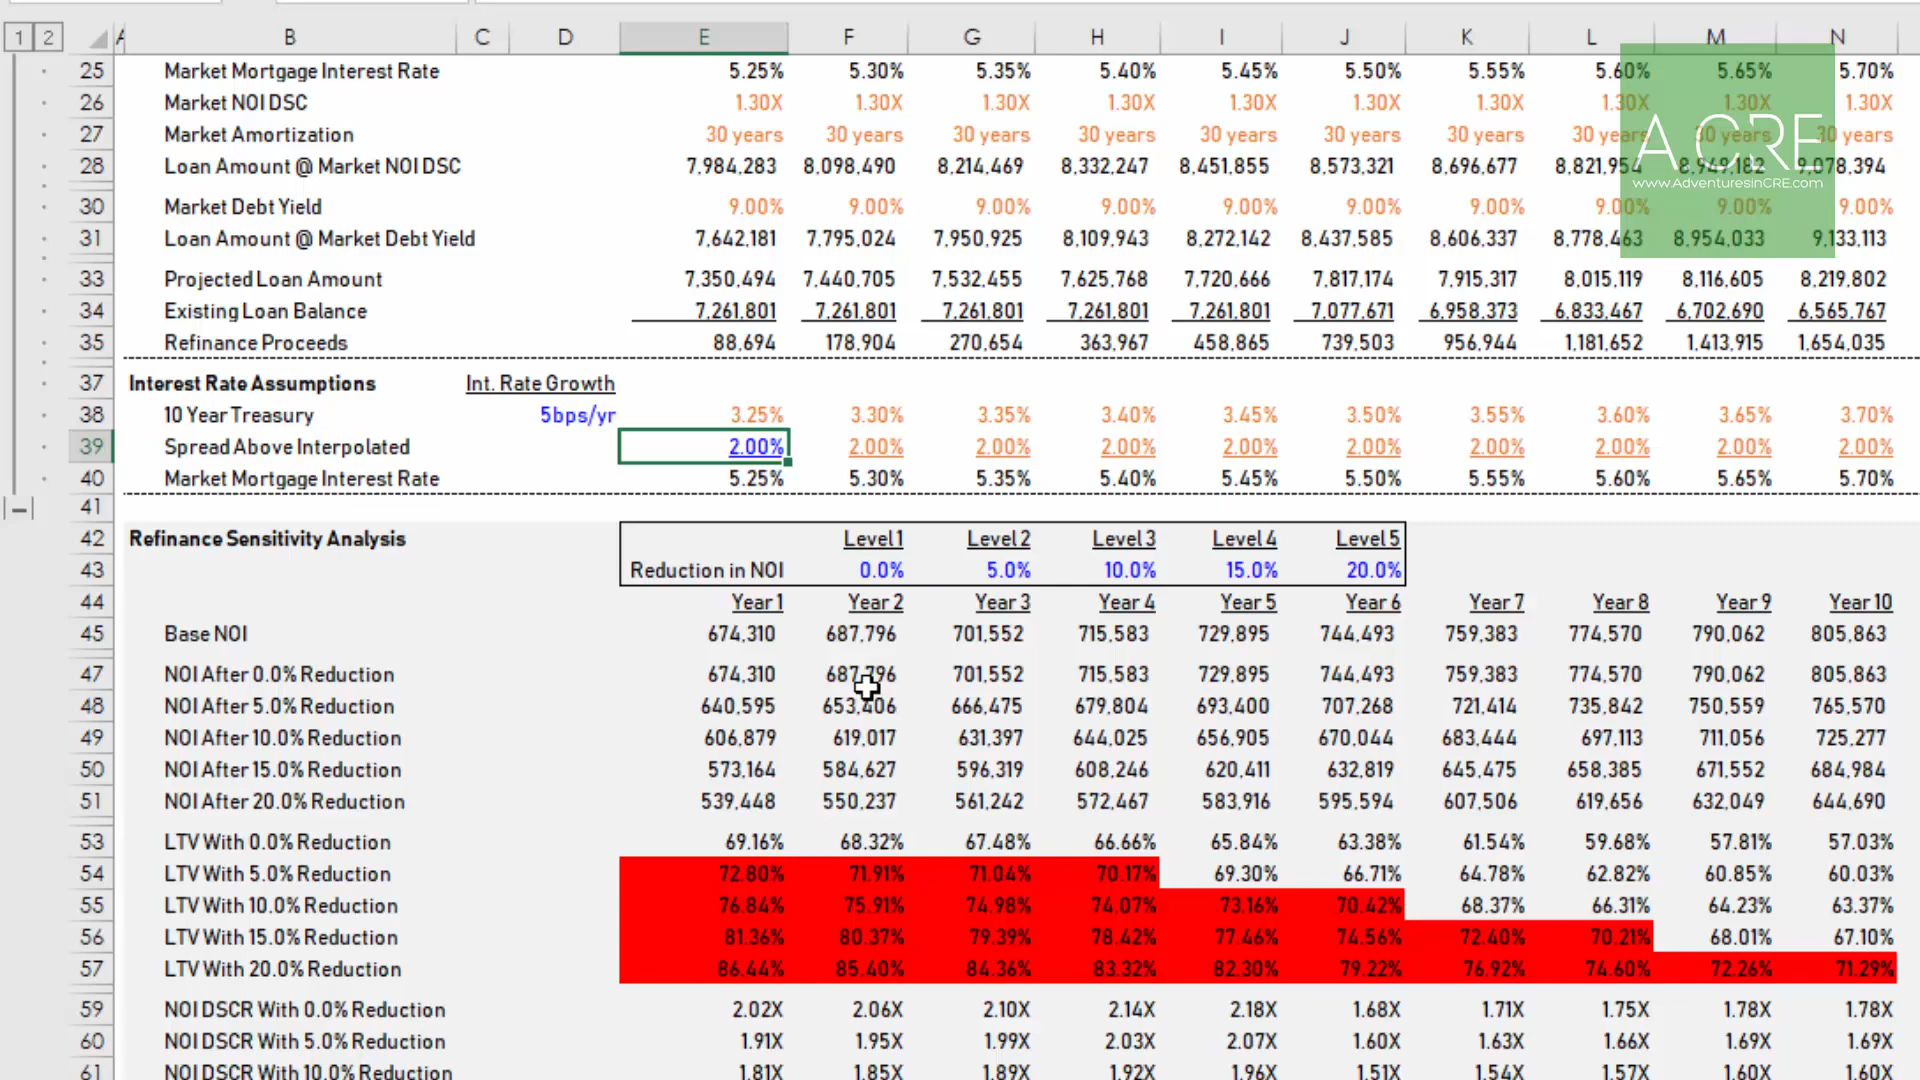 1 2 A B C D E F G H I J K L M N
25 Market Mortgage Interest Rate 5.25% 5.30% 5.35% 5.40% 5.45% 5.50% 5.55% 5.60% 5.65% 5.70%
26 Market NOI DSC 1.30X 1.30X 1.30X 1.30X 1.30X 1.30X 1.30X 1.30X 1.30X 1.30X
27 Market Amortization 30 years 30 years 30 years 30 years 30 years 30 years 30 years 30 years 30 years 30 years
28 Loan Amount @ Market NOI DSC 7,984,283 8,098,490 8,214,469 8,332,247 8,451,855 8,573,321 8,696,677 8,821,954 8,949,182 9,078,394
A CRE
www.AdventuresinCRE.com
30 Market Debt Yield 9.00% 9.00% 9.00% 9.00% 9.00% 9.00% 9.00% 9.00% 9.00% 9.00%
31 Loan Amount @ Market Debt Yield 7,642,181 7,795,024 7,950,925 8,109,943 8,272,142 8,437,585 8,606,337 8,778,463 8,954,033 9,133,113
33 Projected Loan Amount 7,350,494 7,440,705 7,532,455 7,625,768 7,720,666 7,817,174 7,915,317 8,015,119 8,116,605 8,219,802
34 Existing Loan Balance 7,261,801 7,261,801 7,261,801 7,261,801 7,261,801 7,077,671 6,958,373 6,833,467 6,702,690 6,565,767
35 Refinance Proceeds 88,694 178,904 270,654 363,967 458,865 739,503 956,944 1,181,652 1,413,915 1,654,035
37 Interest Rate Assumptions Int. Rate Growth
38 10 Year Treasury 5bps/yr 3.25% 3.30% 3.35% 3.40% 3.45% 3.50% 3.55% 3.60% 3.65% 3.70%
39 Spread Above Interpolated 2.00% 2.00% 2.00% 2.00% 2.00% 2.00% 2.00% 2.00% 2.00% 2.00%
40 Market Mortgage Interest Rate 5.25% 5.30% 5.35% 5.40% 5.45% 5.50% 5.55% 5.60% 5.65% 5.70%
41
42 Refinance Sensitivity Analysis Level 1 Level 2 Level 3 Level 4 Level 5
43 Reduction in NOI 0.0% 5.0% 10.0% 15.0% 20.0%
44 Year 1 Year 2 Year 3 Year 4 Year 5 Year 6 Year 7 Year 8 Year 9 Year 10
45 Base NOI 674,310 687,796 701,552 715,583 729,895 744,493 759,383 774,570 790,062 805,863
47 NOI After 0.0% Reduction 674,310 687,796 701,552 715,583 729,895 744,493 759,383 774,570 790,062 805,863
48 NOI After 5.0% Reduction 640,595 653,406 666,475 679,804 693,400 707,268 721,414 735,842 750,559 765,570
49 NOI After 10.0% Reduction 606,879 619,017 631,397 644,025 656,905 670,044 683,444 697,113 711,056 725,277
50 NOI After 15.0% Reduction 573,164 584,627 596,319 608,246 620,411 632,819 645,475 658,385 671,552 684,984
51 NOI After 20.0% Reduction 539,448 550,237 561,242 572,467 583,916 595,594 607,506 619,656 632,049 644,690
53 LTV With 0.0% Reduction 69.16% 68.32% 67.48% 66.66% 65.84% 63.38% 61.54% 59.68% 57.81% 57.03%
54 LTV With 5.0% Reduction 72.80% 71.91% 71.04% 70.17% 69.30% 66.71% 64.78% 62.82% 60.85% 60.03%
55 LTV With 10.0% Reduction 76.84% 75.91% 74.98% 74.07% 73.16% 70.42% 68.37% 66.31% 64.23% 63.37%
56 LTV With 15.0% Reduction 81.36% 80.37% 79.39% 78.42% 77.46% 74.56% 72.40% 70.21% 68.01% 67.10%
57 LTV With 20.0% Reduction 86.44% 85.40% 84.36% 83.32% 82.30% 79.22% 76.92% 74.60% 72.26% 71.29%
59 NOI DSCR With 0.0% Reduction 2.02X 2.06X 2.10X 2.14X 2.18X 1.68X 1.71X 1.75X 1.78X 1.78X
60 NOI DSCR With 5.0% Reduction 1.91X 1.95X 1.99X 2.03X 2.07X 1.60X 1.63X 1.66X 1.69X 1.69X
61 NOI DSCR With 10.0% Reduction 1.81X 1.85X 1.89X 1.92X 1.96X 1.51X 1.54X 1.57X 1.60X 1.60X